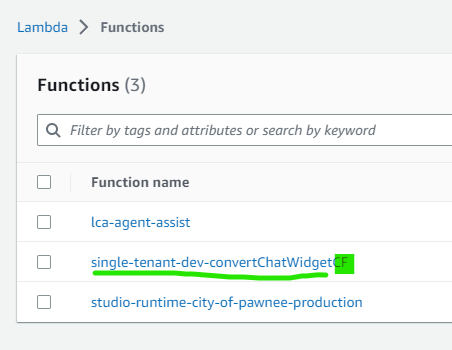 Lambda > Functions
Functions (3)
Filter by tags and attributes or search by keyword
Function name
lca-agent-assist
single-tenant-dev-convertChatWidgetCF
studio-runtime-city-of-pawnee-production